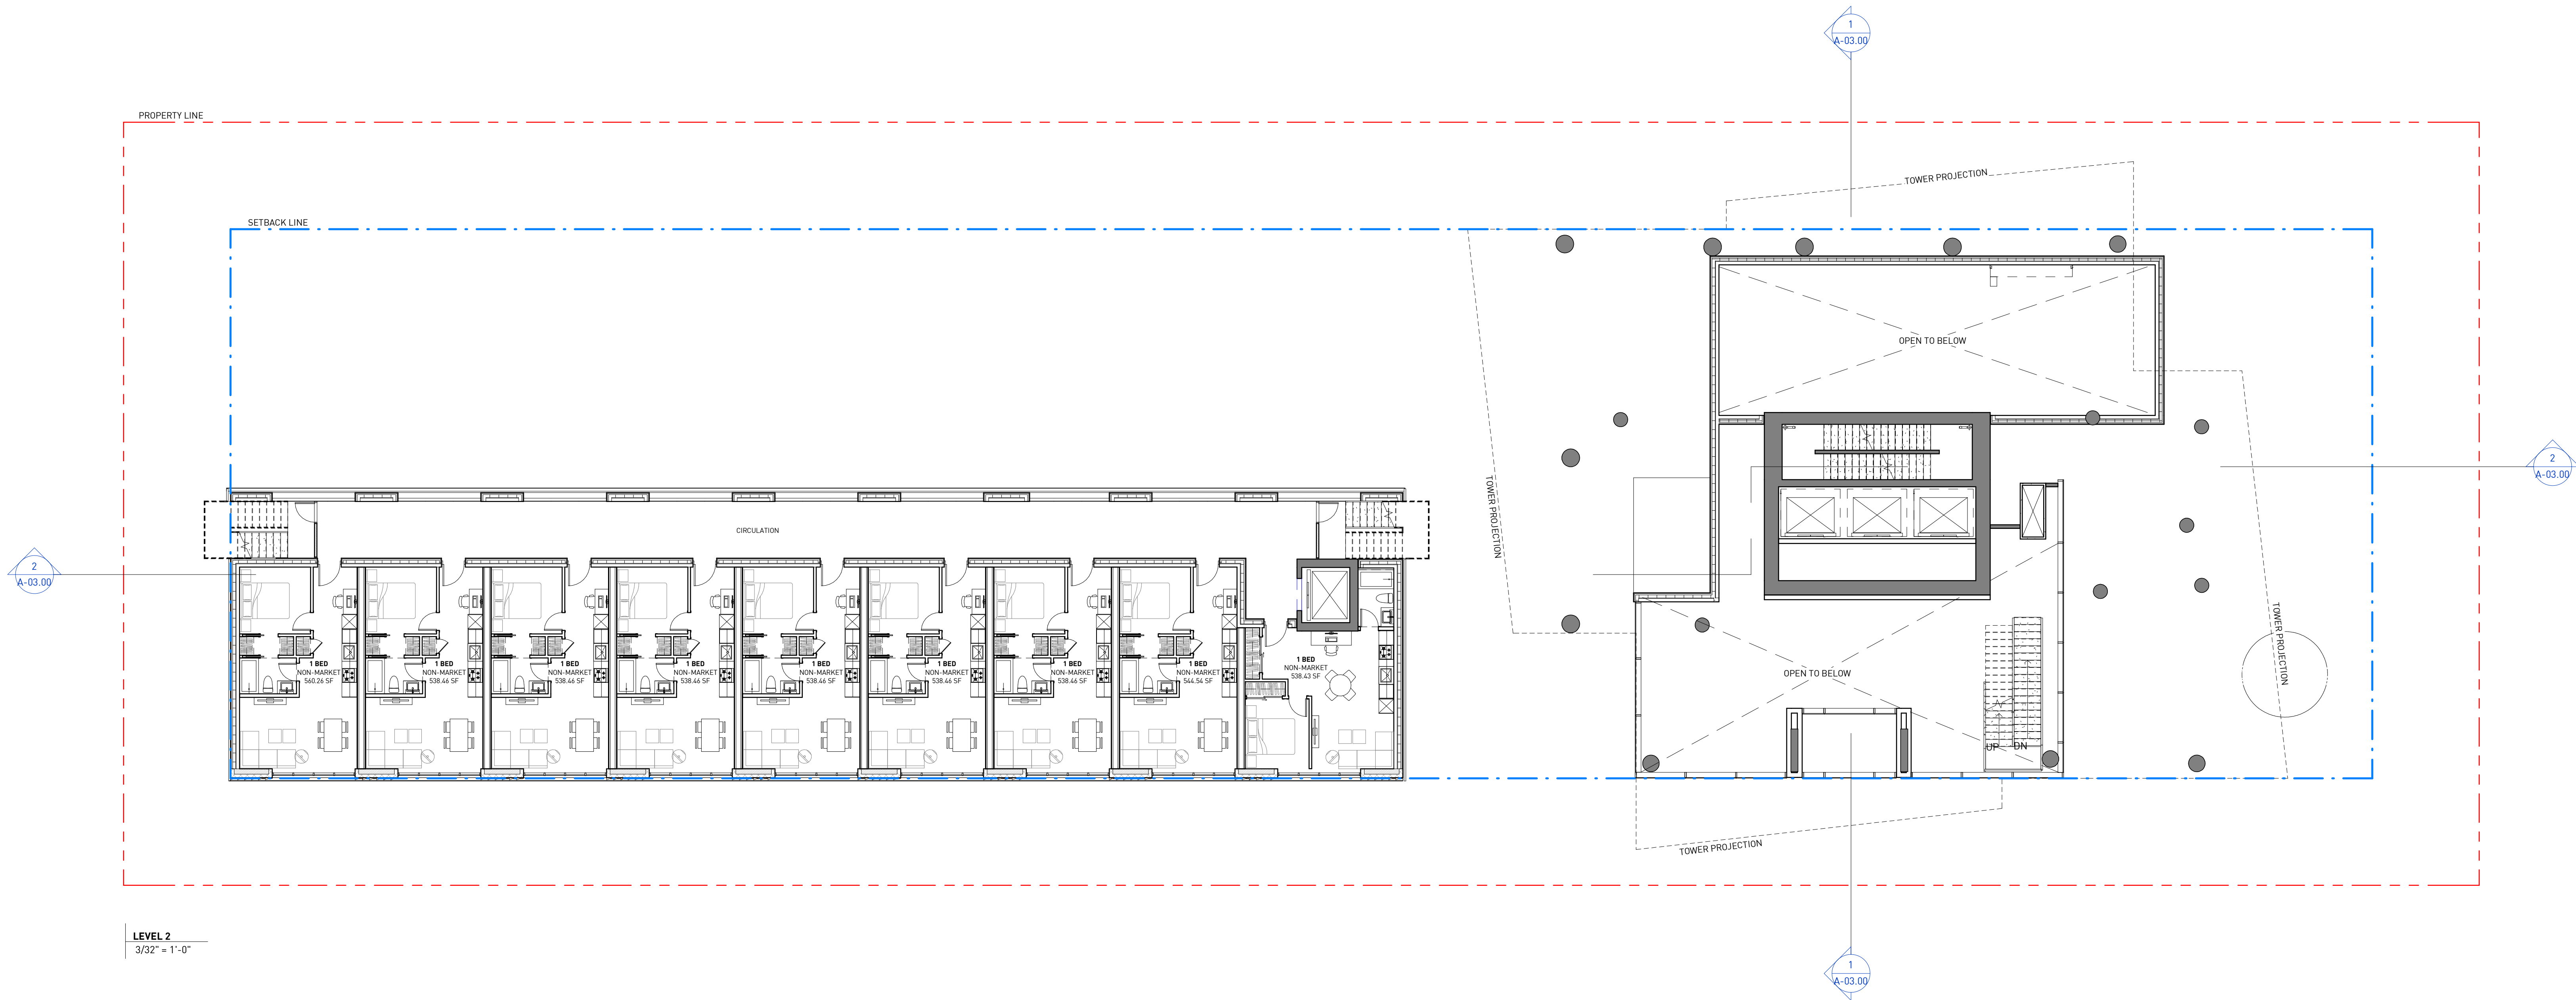 1
A-03.00
PROPERTY LINE
TOWER PROJECTION
SETBACK LINE
OPEN TO BELOW
2
A-03.00
TOWER PROJECTION
CIRCULATION
2
A-03.00
1 BED
NON-MARKET
560.26 SF
1 BED
NON-MARKET
538.46 SF
1 BED
NON-MARKET
538.46 SF
1 BED
NON-MARKET
538.46 SF
1 BED
NON-MARKET
538.46 SF
1 BED
NON-MARKET
538.46 SF
1 BED
NON-MARKET
538.46 SF
1 BED
NON-MARKET
544.54 SF
1 BED
NON-MARKET
538.43 SF
TOWER PROJECTION
OPEN TO BELOW
UP
DN
TOWER PROJECTION
LEVEL 2
3/32" = 1'-0"
1
A-03.00